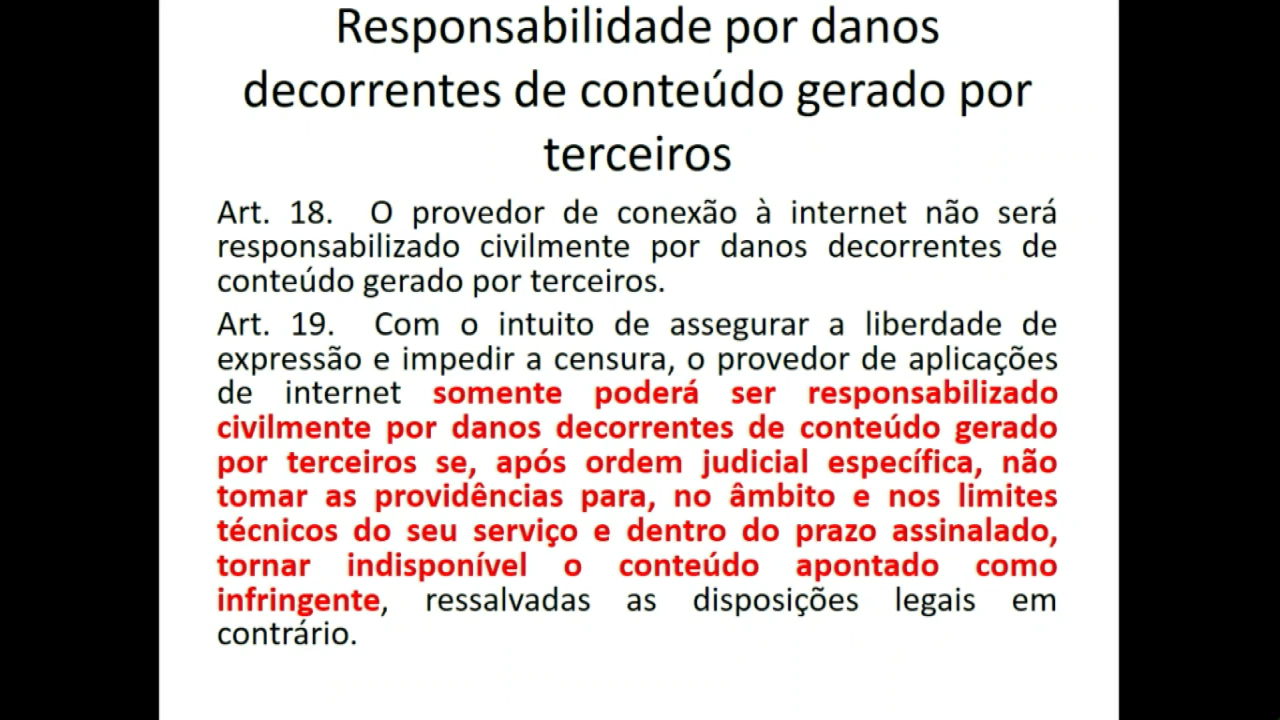 Responsabilidade por danos
decorrentes de conteúdo gerado por
terceiros
Art. 18. O provedor de conexão à internet não será
responsabilizado civilmente por danos decorrentes de
conteúdo gerado por terceiros.
Art. 19. Com o intuito de assegurar a liberdade de
expressão e impedir a censura, o provedor de aplicações
de internet somente poderá ser responsabilizado
civilmente por danos decorrentes de conteúdo gerado
por terceiros se, após ordem judicial específica, não
tomar as providências para, no âmbito e nos limites
técnicos do seu serviço e dentro do prazo assinalado,
tornar indisponível o conteúdo apontado como
infringente, ressalvadas as disposições legais em
contrário.